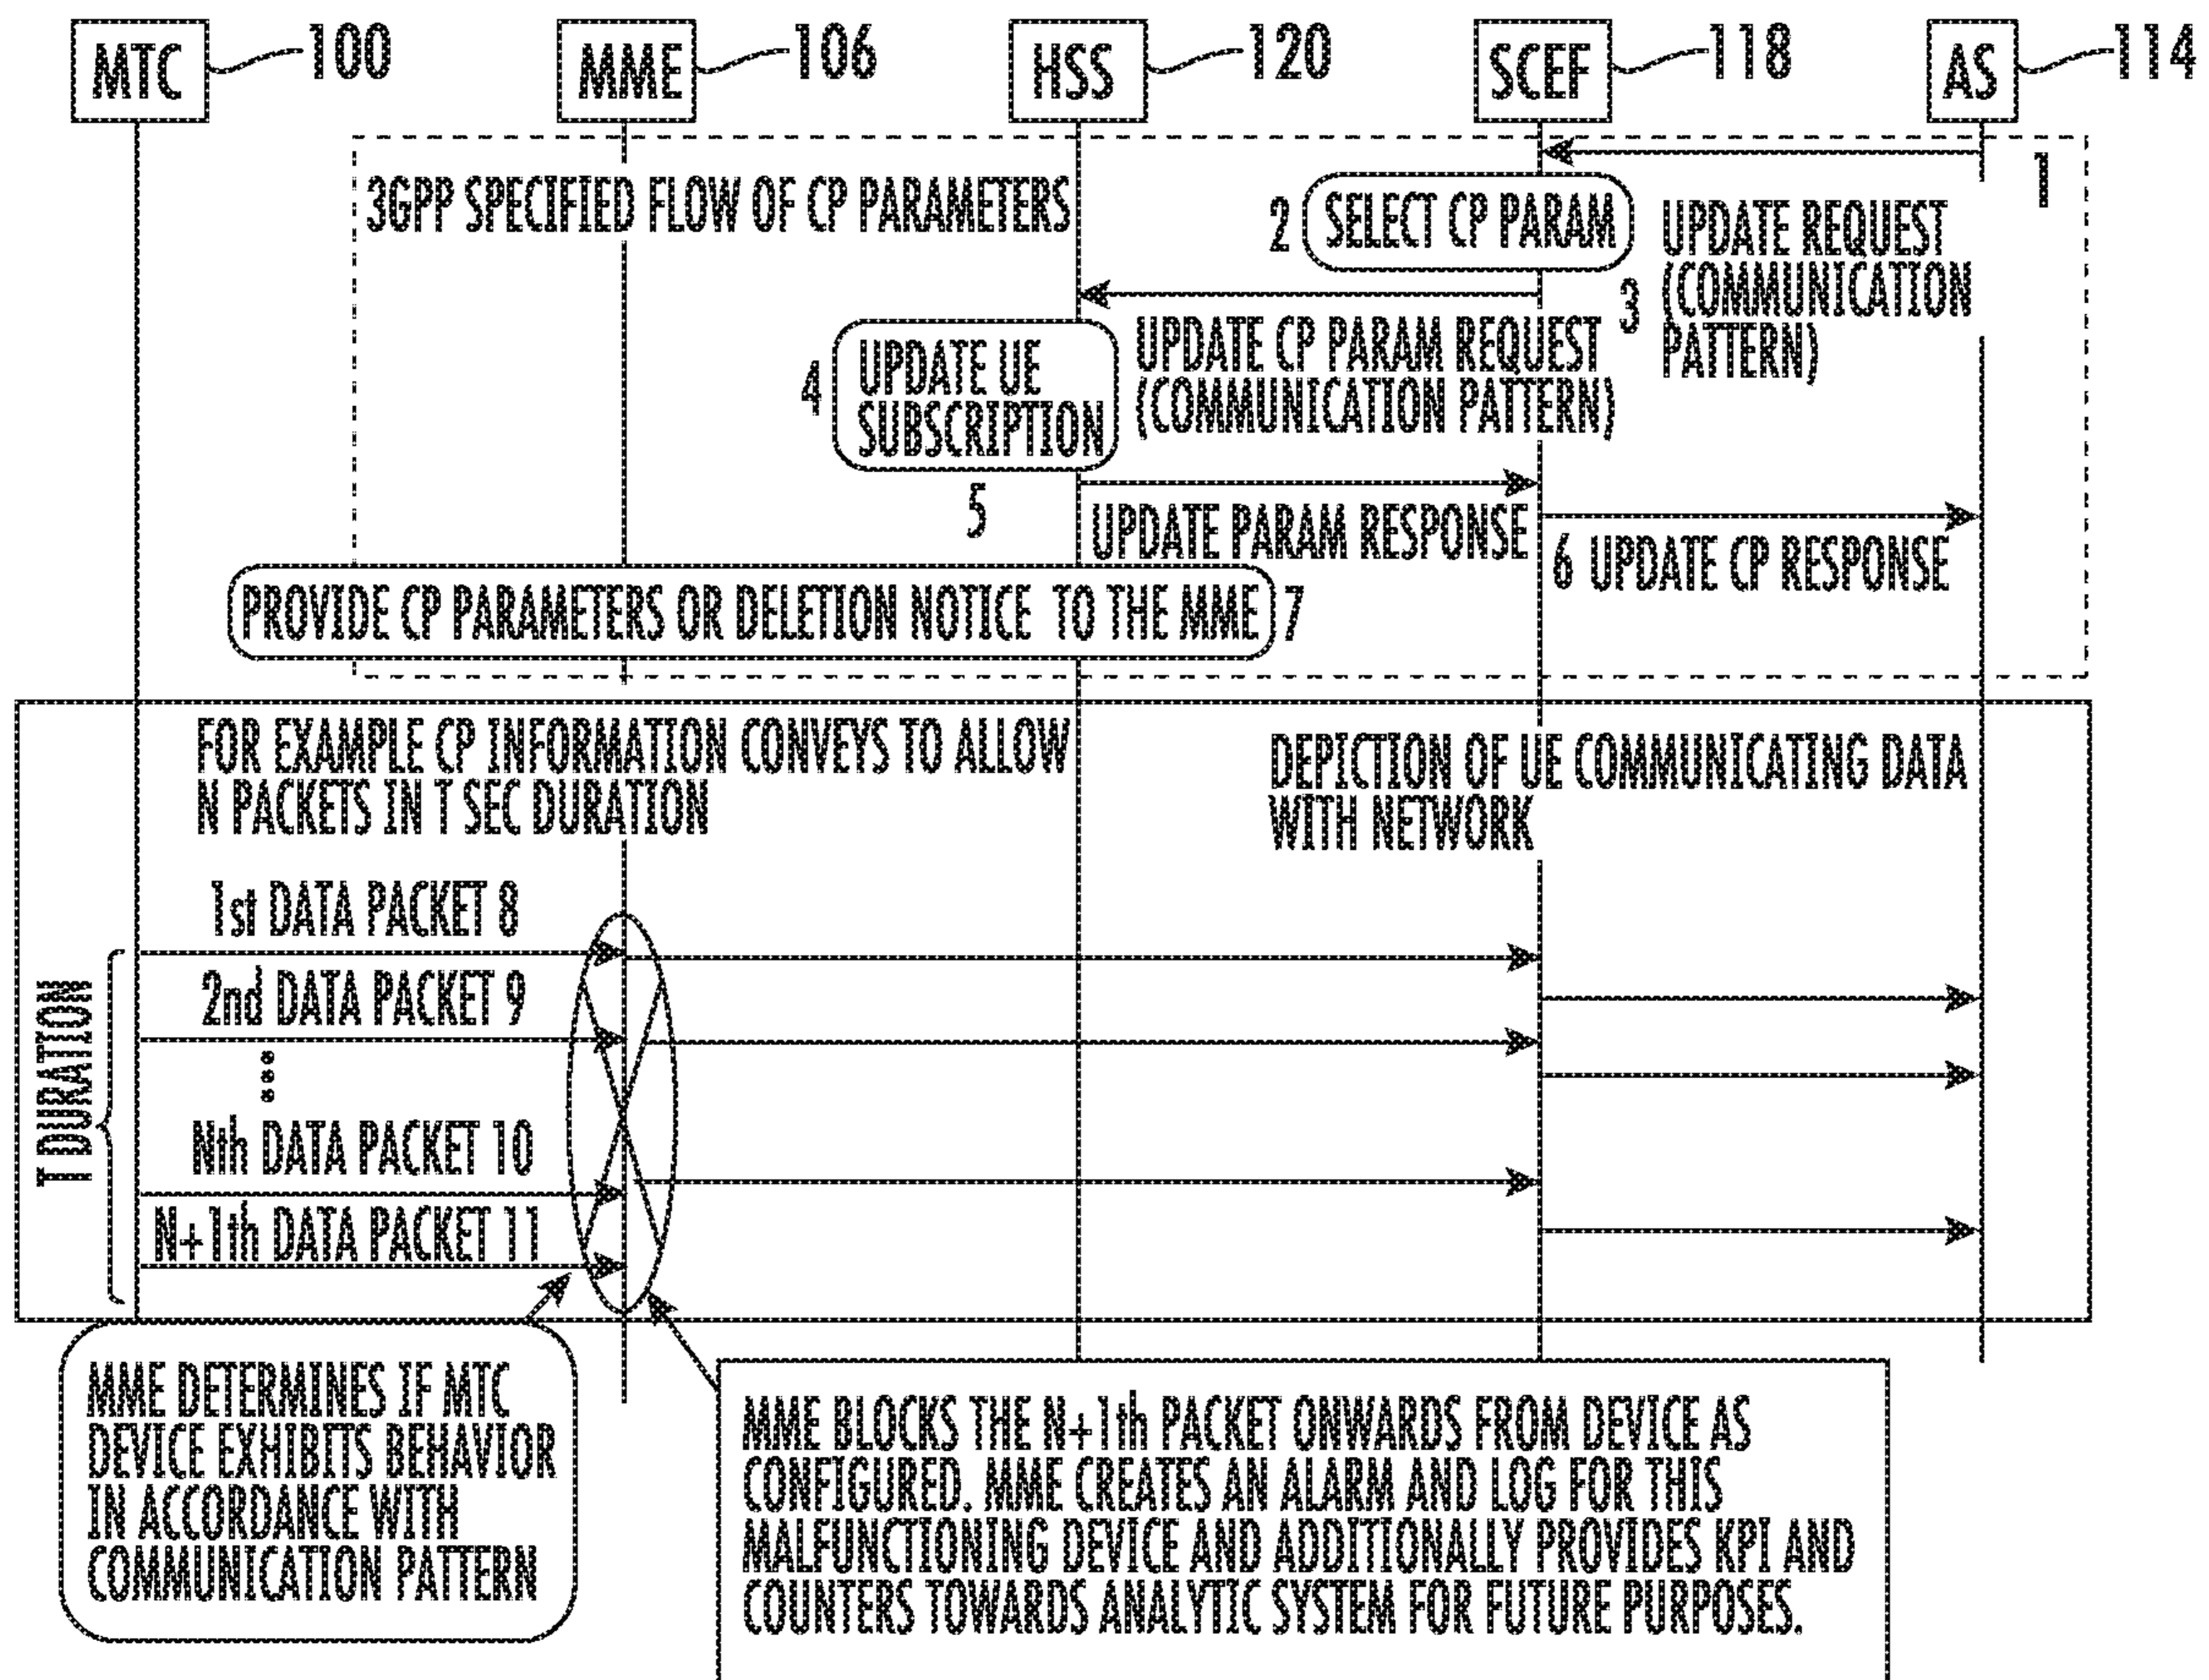 MTC 100 MME 106 HSS 120 SCEF 118 AS 114
1
3GPP SPECIFIED FLOW OF CP PARAMETERS
2 SELECT CP PARAM
UPDATE REQUEST
(COMMUNICATION
PATTERN)
3
UPDATE CP PARAM REQUEST
(COMMUNICATION PATTERN)
4
UPDATE UE
SUBSCRIPTION
5
UPDATE PARAM RESPONSE
6 UPDATE CP RESPONSE
PROVIDE CP PARAMETERS OR DELETION NOTICE TO THE MME 7
FOR EXAMPLE CP INFORMATION CONVEYS TO ALLOW
N PACKETS IN T SEC DURATION
DEPICTION OF UE COMMUNICATING DATA
WITH NETWORK
T DURATION
1st DATA PACKET 8
2nd DATA PACKET 9
Nth DATA PACKET 10
N+1th DATA PACKET 11
MME DETERMINES IF MTC
DEVICE EXHIBITS BEHAVIOR
IN ACCORDANCE WITH
COMMUNICATION PATTERN
MME BLOCKS THE N+1th PACKET ONWARDS FROM DEVICE AS
CONFIGURED. MME CREATES AN ALARM AND LOG FOR THIS
MALFUNCTIONING DEVICE AND ADDITIONALLY PROVIDES KPI AND
COUNTERS TOWARDS ANALYTIC SYSTEM FOR FUTURE PURPOSES.